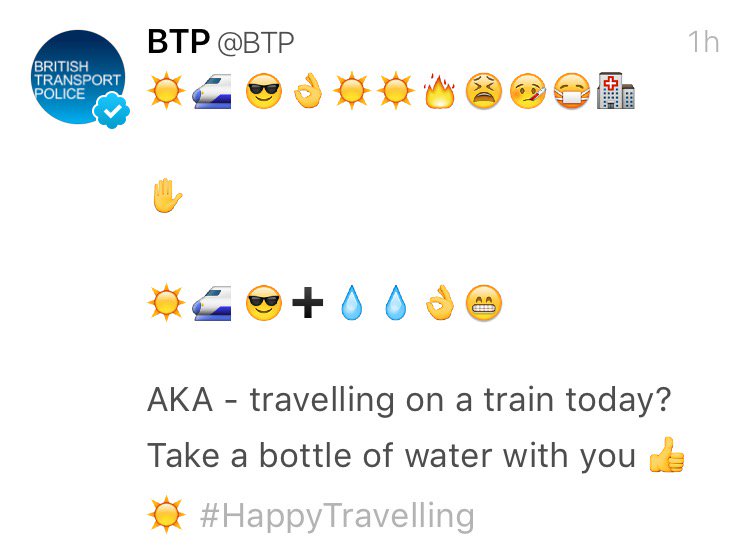 BTP @BTP 1h
BRITISH
TRANSPORT
POLICE
☀️🚅😎👌☀️☀️🔥😫🤒😷🏥
✋
☀️🚅😎➕💧💧👌😁
AKA - travelling on a train today?
Take a bottle of water with you 👍
☀️ #HappyTravelling